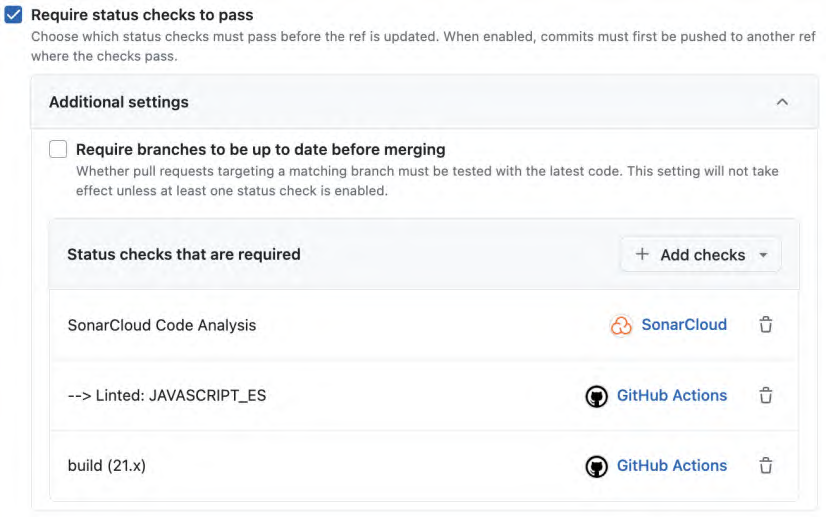 Require status checks to pass
Choose which status checks must pass before the ref is updated. When enabled, commits must first be pushed to another ref
where the checks pass.
Additional settings
Require branches to be up to date before merging
Whether pull requests targeting a matching branch must be tested with the latest code. This setting will not take
effect unless at least one status check is enabled.
Status checks that are required
+ Add checks
SonarCloud Code Analysis
SonarCloud
--> Linted: JAVASCRIPT_ES
GitHub Actions
build (21.x)
GitHub Actions